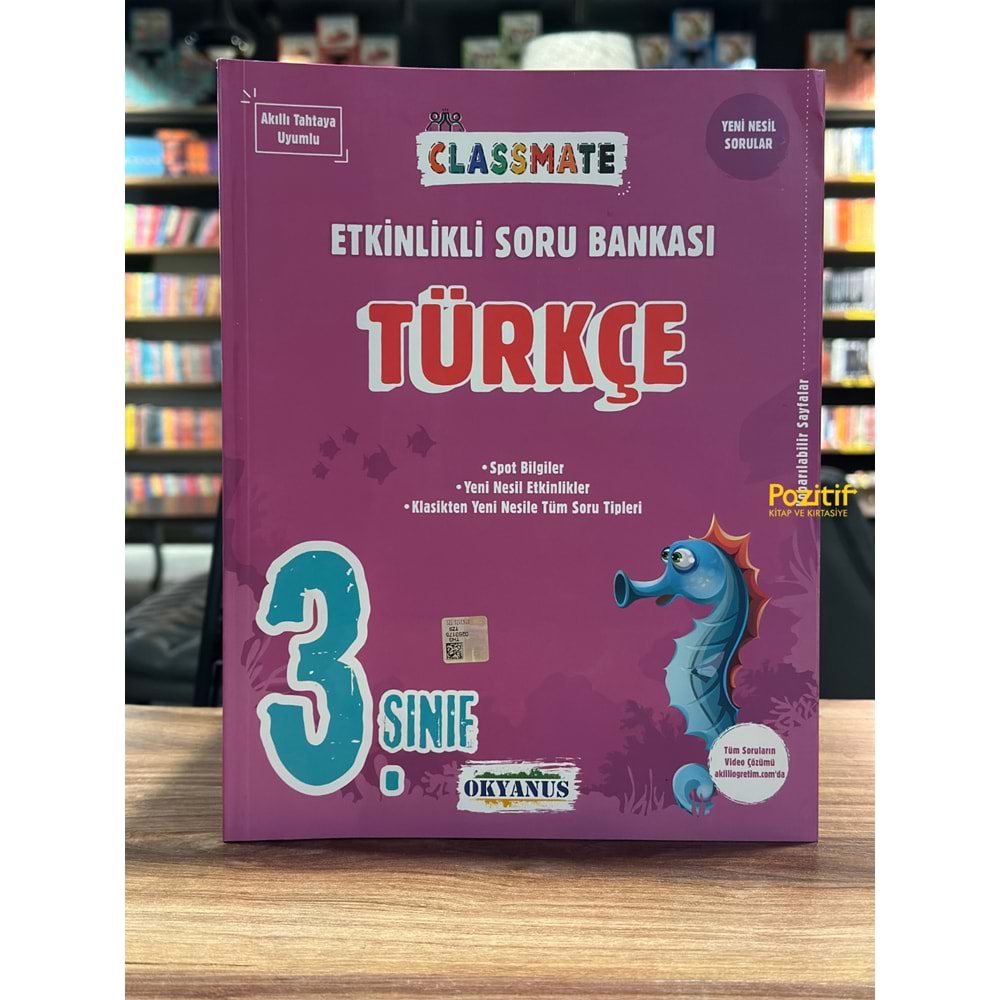 Akıllı Tahtaya
Uyumlu
CLASSMATE
YENİ NESİL
SORULAR
ETKİNLİKLİ SORU BANKASI
TÜRKÇE
•Spot Bilgiler
•Yeni Nesil Etkinlikler
•Klasikten Yeni Nesile Tüm Soru Tipleri
Sayfalar
Pozitif
KİTAP VE KIRTASİYE
3.SINIF
OKYANUS
Tüm Soruların
Video Çözümü
akilliogretim.com'da